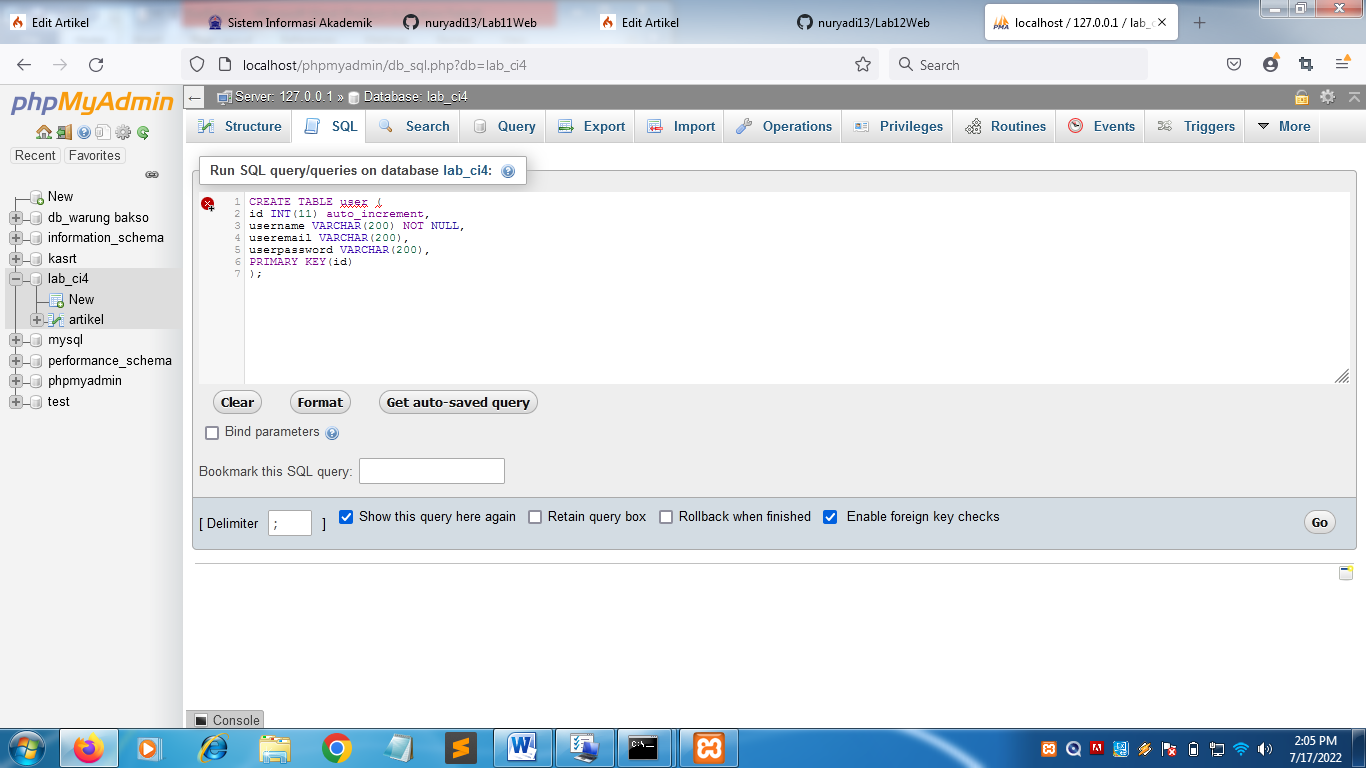 Edit Artikel
Sistem Informasi Akademik
nuryadi13/Lab11Web
Edit Artikel
nuryadi13/Lab12Web
localhost / 127.0.0.1 / lab_c
localhost/phpmyadmin/db_sql.php?db=lab_ci4
Search
phpMyAdmin
Recent Favorites
New
db_warung bakso
information_schema
kasrt
lab_ci4
New
artikel
mysql
performance_schema
phpmyadmin
test
Server: 127.0.0.1 » Database: lab_ci4
Structure SQL Search Query Export Import Operations Privileges Routines Events Triggers More
Run SQL query/queries on database lab_ci4:
1 CREATE TABLE user (
2 id INT(11) auto_increment,
3 username VARCHAR(200) NOT NULL,
4 useremail VARCHAR(200),
5 userpassword VARCHAR(200),
6 PRIMARY KEY(id)
7 );
Clear Format Get auto-saved query
Bind parameters
Bookmark this SQL query:
[ Delimiter ; ] Show this query here again Retain query box Rollback when finished Enable foreign key checks Go
Console
2:05 PM
7/17/2022